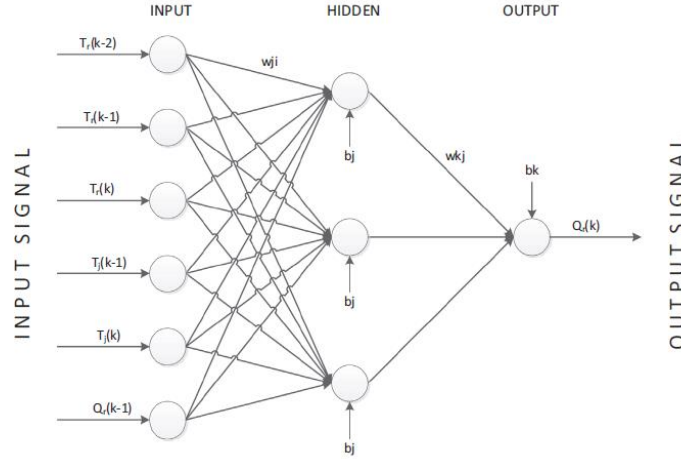 INPUT HIDDEN OUTPUT
INPUT SIGNAL
Tr(k-2)
Tr(k-1)
Tr(k)
Tj(k-1)
Tj(k)
Qr(k-1)
wji
bj
bj
bj
wkj
bk
Qr(k)
OUTPUT SIGNAL